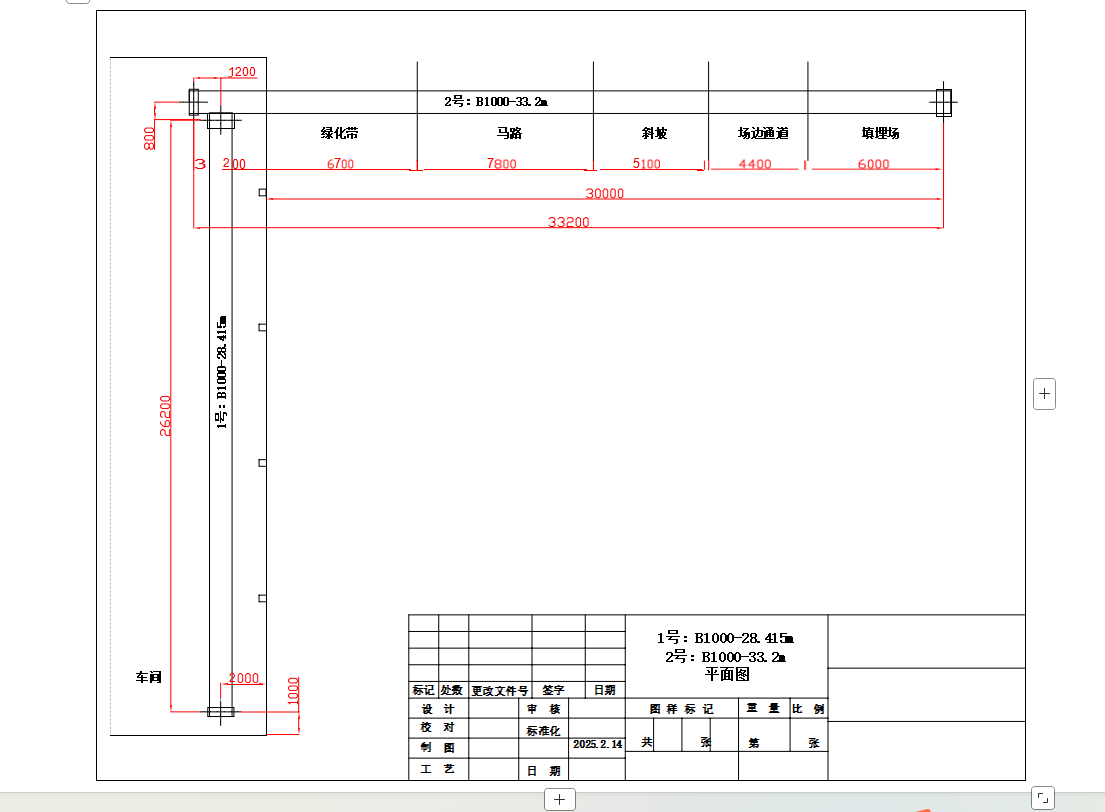 1200
2号: B1000-33.2m
800
绿化带
马路
斜坡
场边通道
填埋场
3 200
6700
7800
5100
4400
6000
30000
33200
1号: B1000-28.415m
26200
车间
2000
1000
1号: B1000-28.415m
2号: B1000-33.2m
平面图
标记 处数 更改文件号 签字 日期
设 计 审 核 图 样 标 记 重 量 比 例
校 对 标准化
制 图 2025.2.14 共 张 第 张
工 艺 日 期